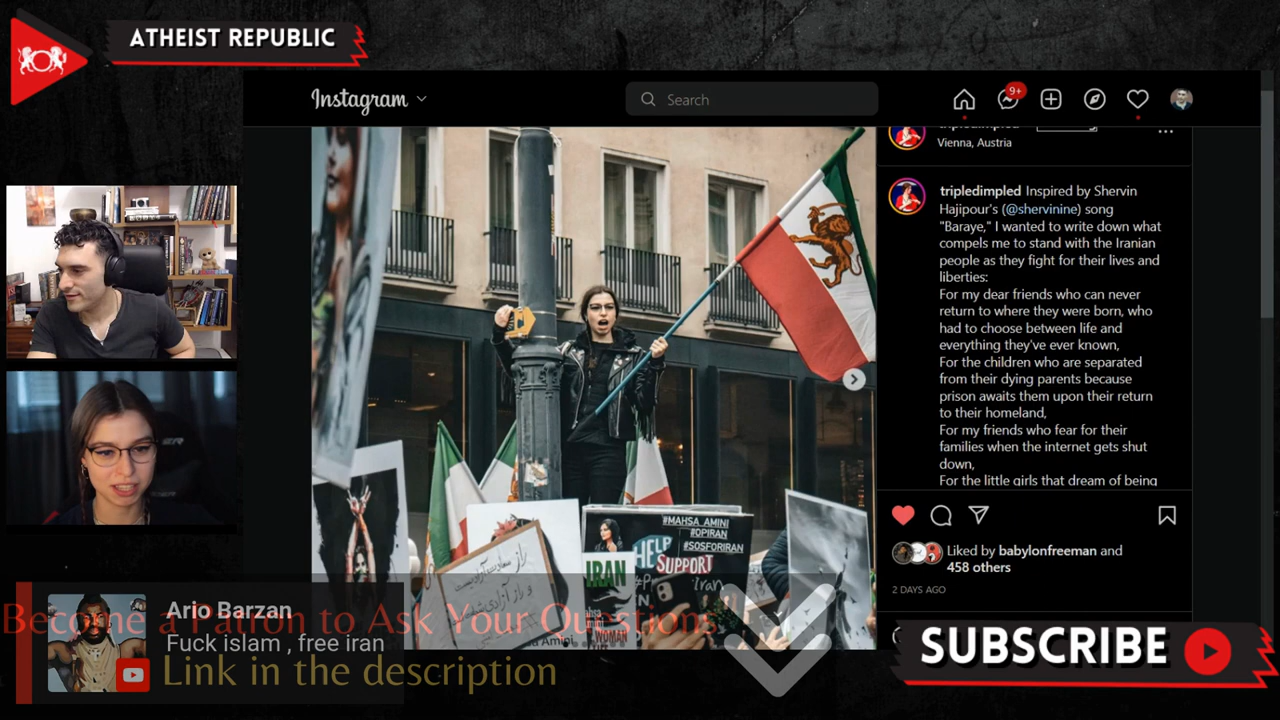 ATHEIST REPUBLIC
Instagram
Search
9+
Vienna, Austria
tripledimpled Inspired by Shervin
Hajipour's (@shervinine) song
"Baraye," I wanted to write down what
compels me to stand with the Iranian
people as they fight for their lives and
liberties:
For my dear friends who can never
return to where they were born, who
had to choose between life and
everything they've ever known,
For the children who are separated
from their dying parents because
prison awaits them upon their return
to their homeland,
For my friends who fear for their
families when the internet gets shut
down,
For the little girls that dream of being
Liked by babylonfreeman and
458 others
2 DAYS AGO
#MAHSA_AMINI
#OPIRAN
#SOSFORIRAN
HELP
SUPPORT
Iran
IRAN
WOMAN
Amini
Become a Patron to Ask Your Questions
Ario Barzan
Fuck islam , free iran
Link in the description
SUBSCRIBE